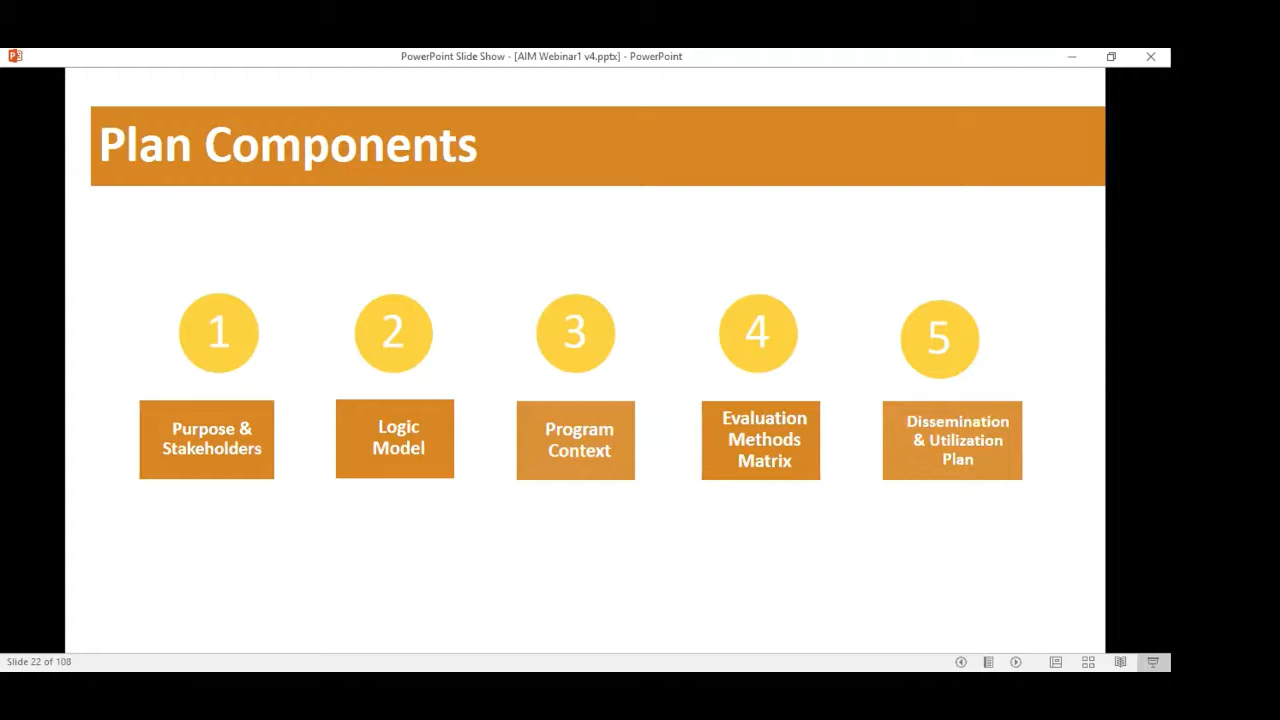 PowerPoint Slide Show - [AIM Webinar1 v4.pptx] - PowerPoint
Plan Components
1
2
3
4
5
Purpose &
Stakeholders
Logic
Model
Program
Context
Evaluation
Methods
Matrix
Dissemination
& Utilization
Plan
Slide 22 of 108